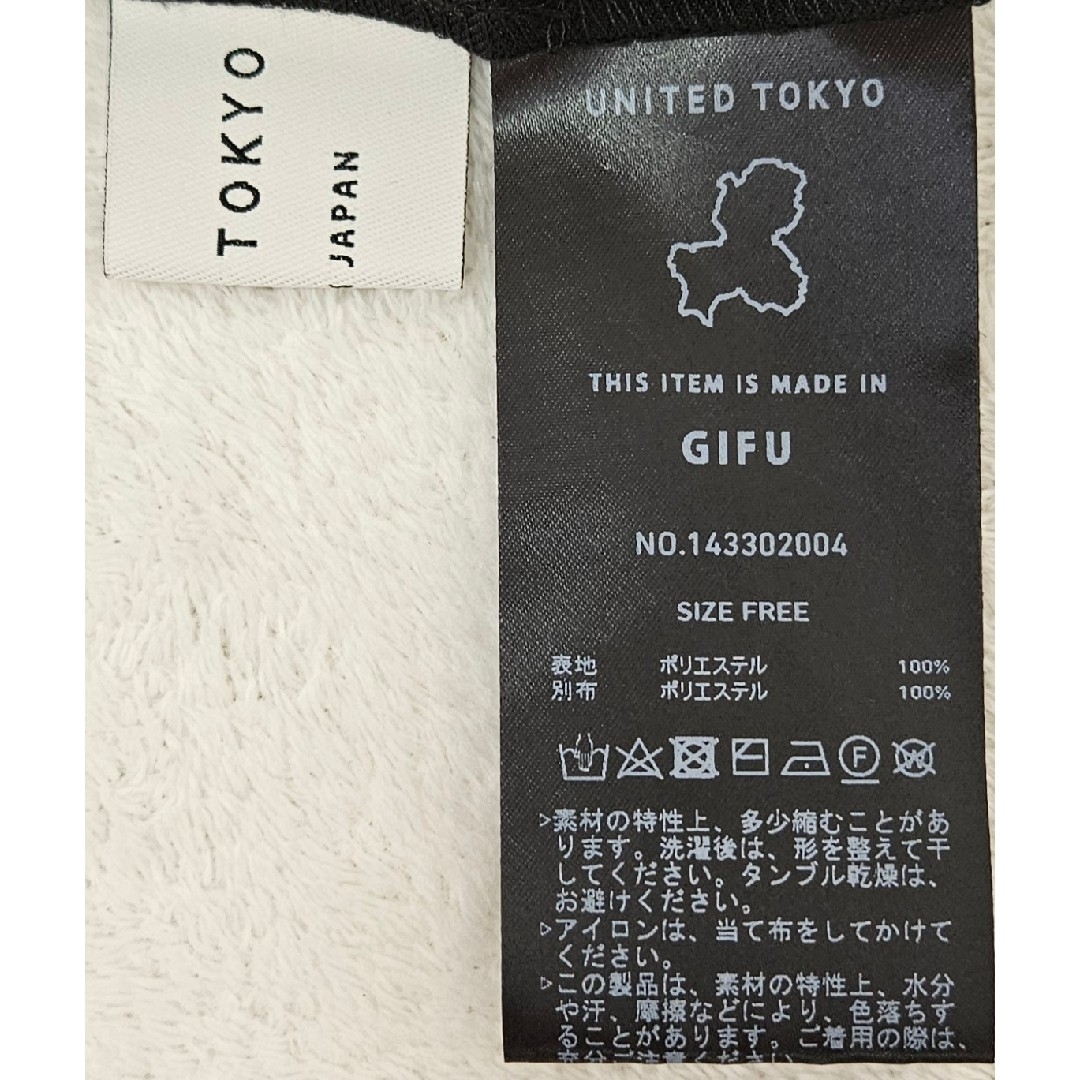 TOKYO
JAPAN
UNITED TOKYO
THIS ITEM IS MADE IN
GIFU
NO.143302004
SIZE FREE
表地 ポリエステル 100%
別布 ポリエステル 100%
F
W
▷素材の特性上、多少縮むことがあ
ります。洗濯後は、形を整えて干
してください。タンブル乾燥は、
お避けください。
▷アイロンは、当て布をしてかけて
ください。
▷この製品は、素材の特性上、水分
や汗、摩擦などにより、色落ちす
ることがあります。ご着用の際は、